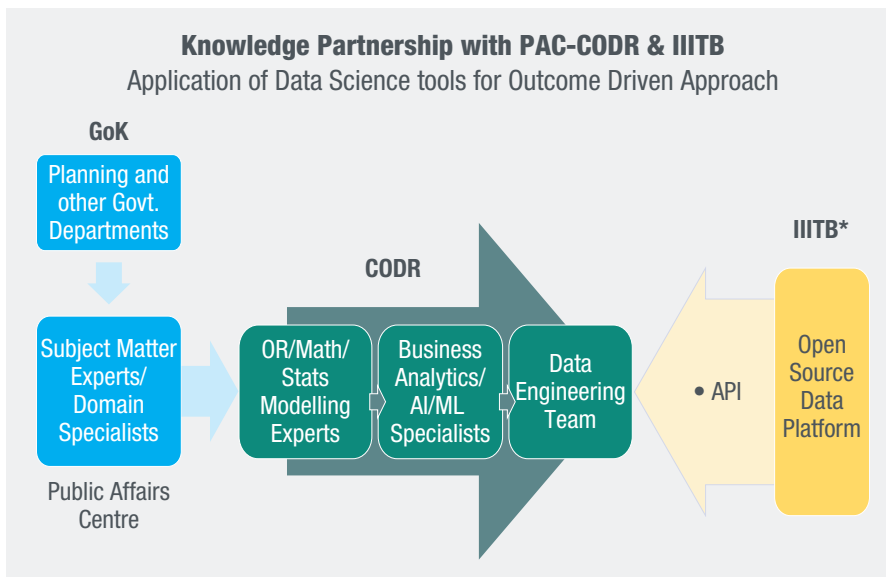 Knowledge Partnership with PAC-CODR & IIITB
Application of Data Science tools for Outcome Driven Approach
GoK
Planning and
other Govt.
Departments
Subject Matter
Experts/
Domain
Specialists
Public Affairs
Centre
CODR
OR/Math/
Stats
Modelling
Experts
Business
Analytics/
AI/ML
Specialists
Data
Engineering
Team
• API
IIITB*
Open
Source
Data
Platform